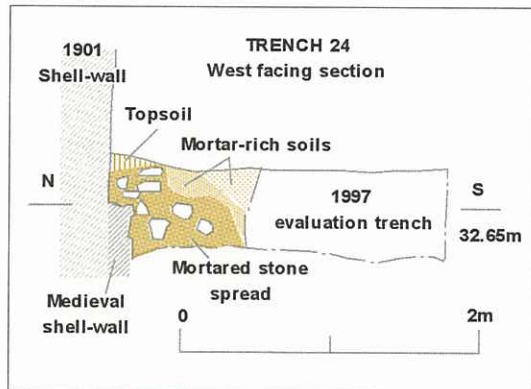 1901
Shell-wall
TRENCH 24
West facing section
Topsoil
Mortar-rich soils
N
1997
evaluation trench
S
32.65m
Mortared stone
spread
Medieval
shell-wall
0
2m